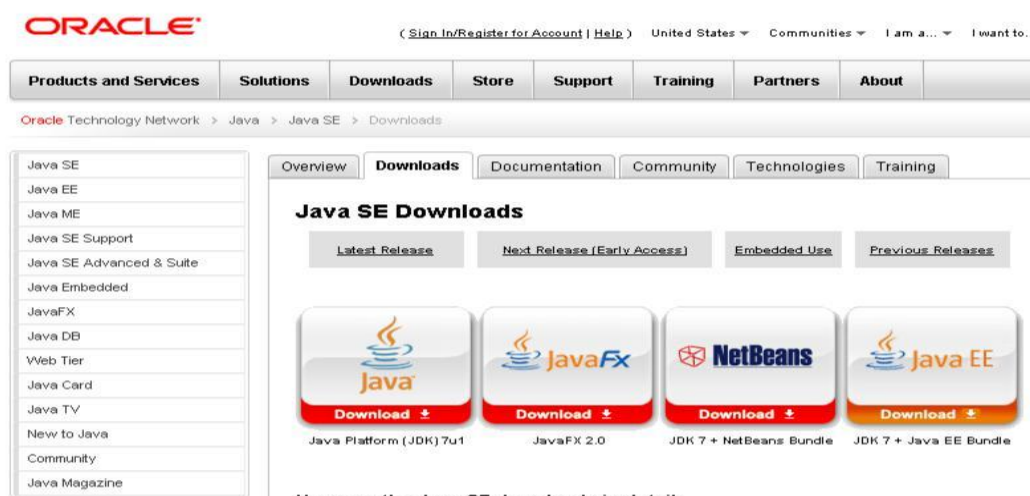 ORACLE
( Sign In/Register for Account | Help ) United States Communities I am a... I want to...
Products and Services Solutions Downloads Store Support Training Partners About
Oracle Technology Network > Java > Java SE > Downloads
Java SE
Java EE
Java ME
Java SE Support
Java SE Advanced & Suite
Java Embedded
JavaFX
Java DB
Web Tier
Java Card
Java TV
New to Java
Community
Java Magazine
Overview Downloads Documentation Community Technologies Training
Java SE Downloads
Latest Release Next Release (Early Access) Embedded Use Previous Releases
Java JavaFx NetBeans Java EE
Download Download Download Download
Java Platform (JDK) 7u1 JavaFX 2.0 JDK 7 + NetBeans Bundle JDK 7 + Java EE Bundle